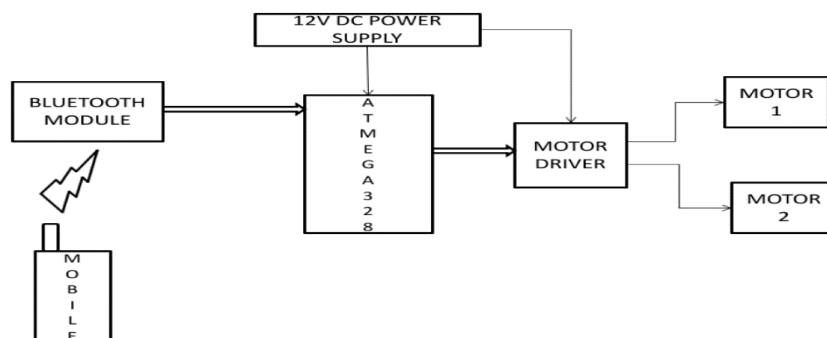 12V DC POWER
SUPPLY
BLUETOOTH
MODULE
A
T
M
E
G
A
3
2
8
MOTOR
DRIVER
MOTOR
1
MOTOR
2
M
O
B
I
L
E